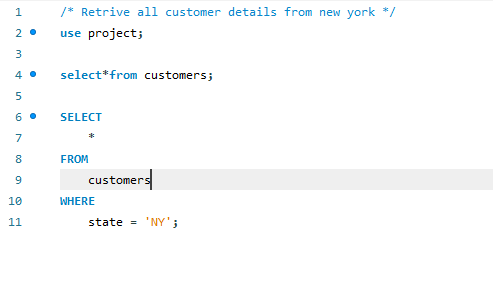 1 /* Retrive all customer details from new york */
2 use project;
3
4 select*from customers;
5
6 SELECT
7 *
8 FROM
9 customers
10 WHERE
11 state = 'NY';